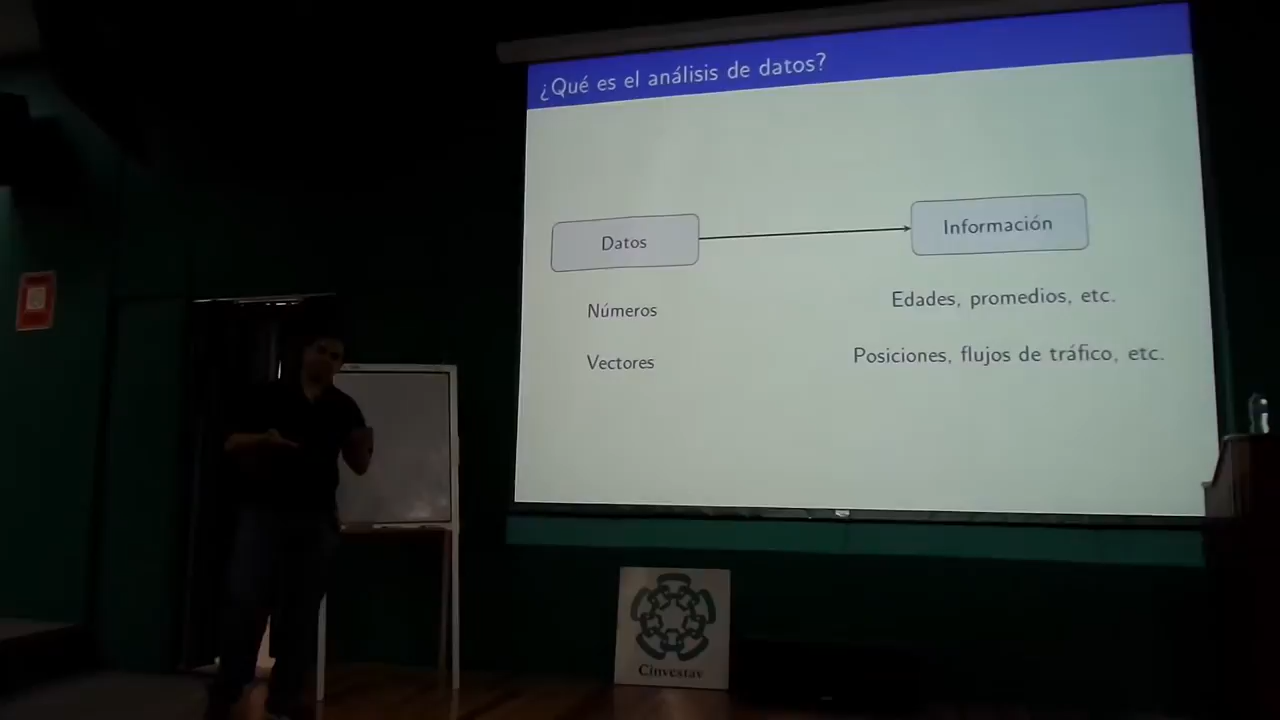 ¿Qué es el análisis de datos?
Datos
Información
Números
Edades, promedios, etc.
Vectores
Posiciones, flujos de tráfico, etc.
Cinvestav